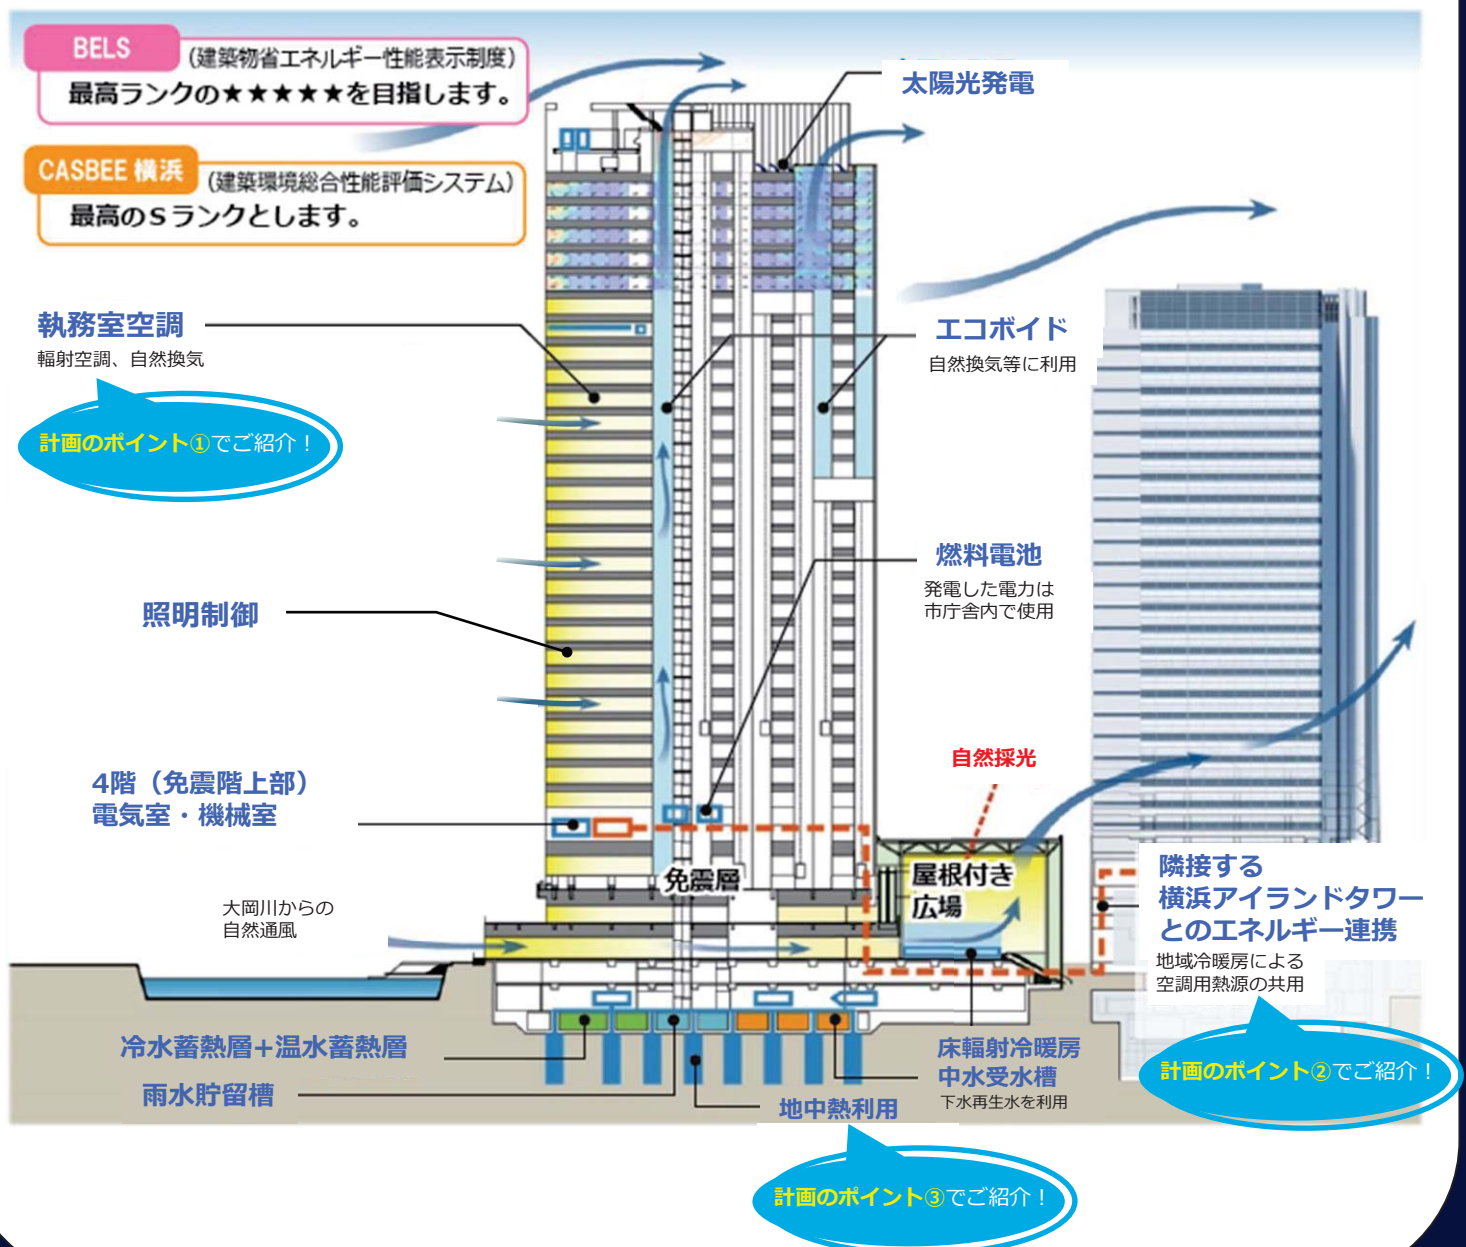 BELS
(建築物省エネルギー性能表示制度)
最高ランクの★★★★★を目指します。
CASBEE 横浜
(建築環境総合性能評価システム)
最高のSランクとします。
太陽光発電
執務室空調
輻射空調、自然換気
計画のポイント①でご紹介！
エコボイド
自然換気等に利用
燃料電池
発電した電力は
市庁舎内で使用
照明制御
自然採光
4階（免震階上部）
電気室・機械室
免震層
屋根付き
広場
隣接する
横浜アイランドタワー
とのエネルギー連携
地域冷暖房による
空調用熱源の共用
計画のポイント②でご紹介！
大岡川からの
自然通風
冷水蓄熱層+温水蓄熱層
雨水貯留槽
床輻射冷暖房
中水受水槽
下水再生水を利用
地中熱利用
計画のポイント③でご紹介！